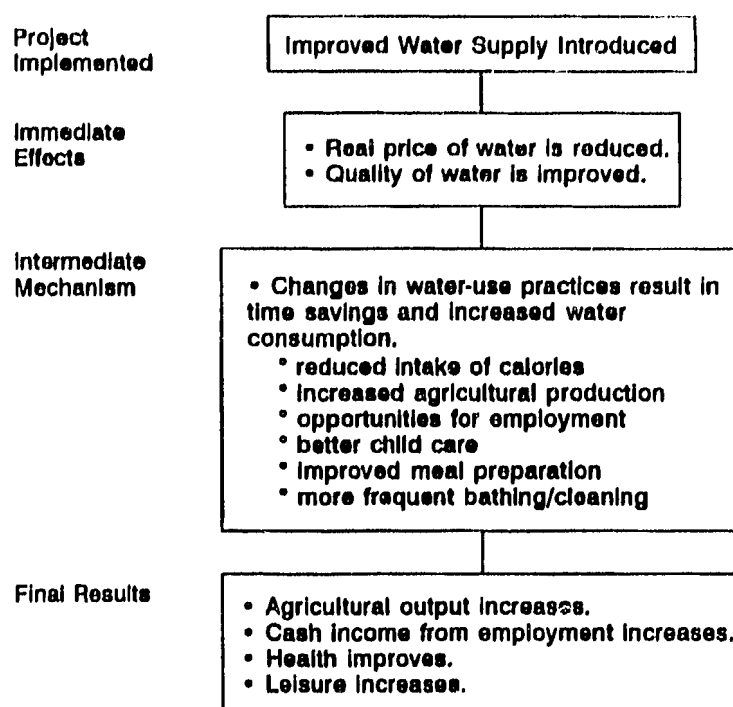 Project
Implemented
Improved Water Supply Introduced
Immediate
Effects
• Real price of water is reduced.
• Quality of water is improved.
Intermediate
Mechanism
• Changes in water-use practices result in
time savings and increased water
consumption.
° reduced intake of calories
° increased agricultural production
° opportunities for employment
° better child care
° improved meal preparation
° more frequent bathing/cleaning
Final Results
• Agricultural output increases.
• Cash income from employment increases.
• Health improves.
• Leisure increases.